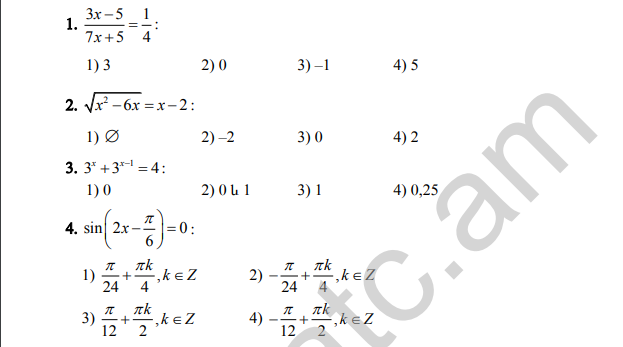 1. (3x−5)/(7x+5) = 1/4 :
1) 3 2) 0 3) –1 4) 5
2. √(x² −6x) = x−2 :
1) ∅ 2) –2 3) 0 4) 2
3. 3ˣ + 3ˣ⁻¹ = 4 :
1) 0 2) 0 և 1 3) 1 4) 0,25
4. sin(2x − π/6) = 0 :
1) π/24 + πk/4 , k ∈ Z 2) −π/24 + πk/4 , k ∈ Z
3) π/12 + πk/2 , k ∈ Z 4) −π/12 + πk/2 , k ∈ Z
atc.am